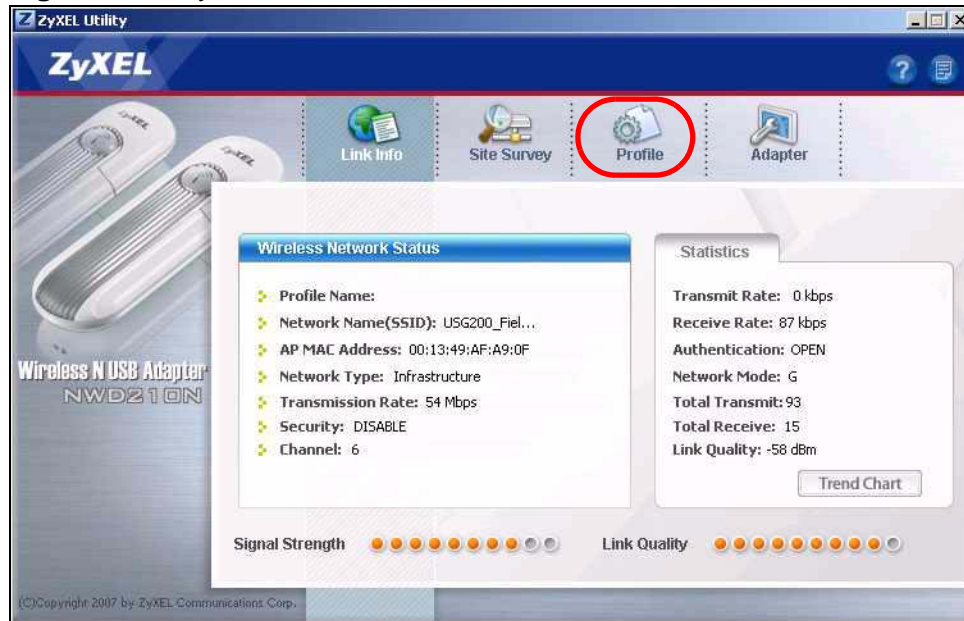 ZyXEL Utility
ZyXEL
Link Info
Site Survey
Profile
Adapter
Wireless N USB Adapter
NWD210N
Wireless Network Status
Profile Name:
Network Name(SSID): USG200_Fiel...
AP MAC Address: 00:13:49:AF:A9:0F
Network Type: Infrastructure
Transmission Rate: 54 Mbps
Security: DISABLE
Channel: 6
Statistics
Transmit Rate: 0 kbps
Receive Rate: 87 kbps
Authentication: OPEN
Network Mode: G
Total Transmit: 93
Total Receive: 15
Link Quality: -58 dBm
Trend Chart
Signal Strength
Link Quality
(C)Copyright 2007 by ZyXEL Communications Corp.